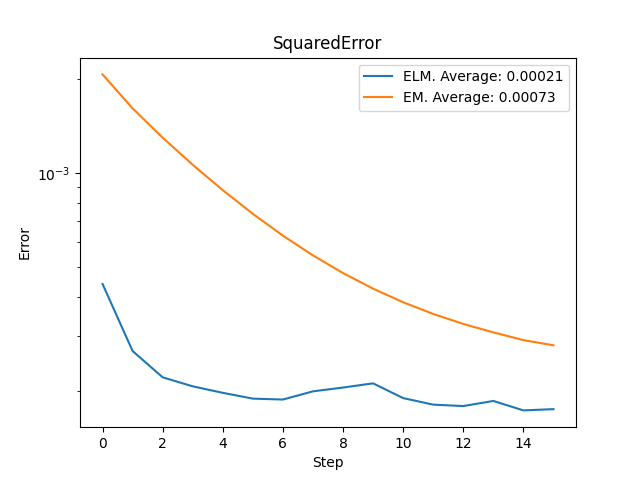 SquaredError
ELM. Average: 0.00021
EM. Average: 0.00073
10⁻³
Error
0 2 4 6 8 10 12 14
Step